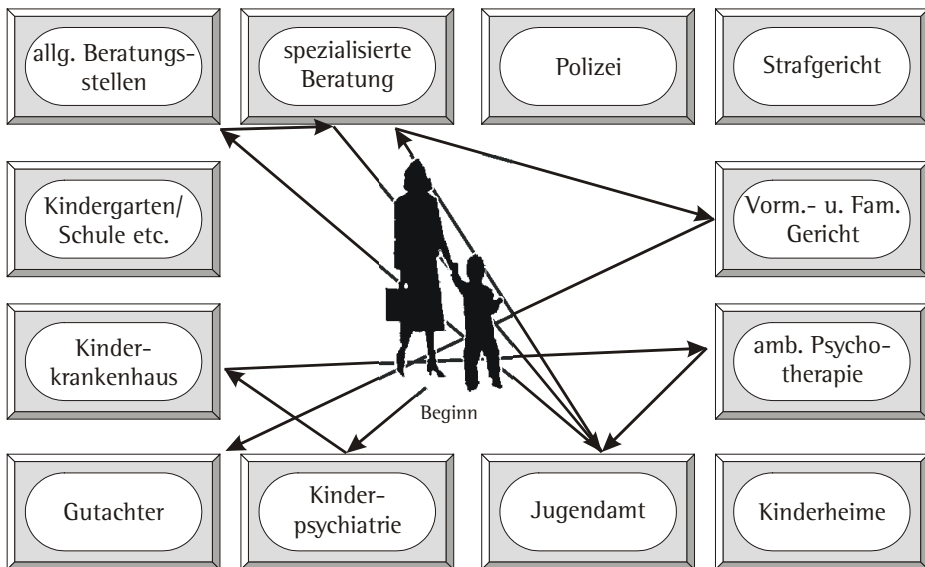 allg. Beratungs-
stellen
spezialisierte
Beratung
Polizei
Strafgericht
Kindergarten/
Schule etc.
Vorm.- u. Fam.
Gericht
Kinder-
krankenhaus
amb. Psycho-
therapie
Beginn
Gutachter
Kinder-
psychiatrie
Jugendamt
Kinderheime